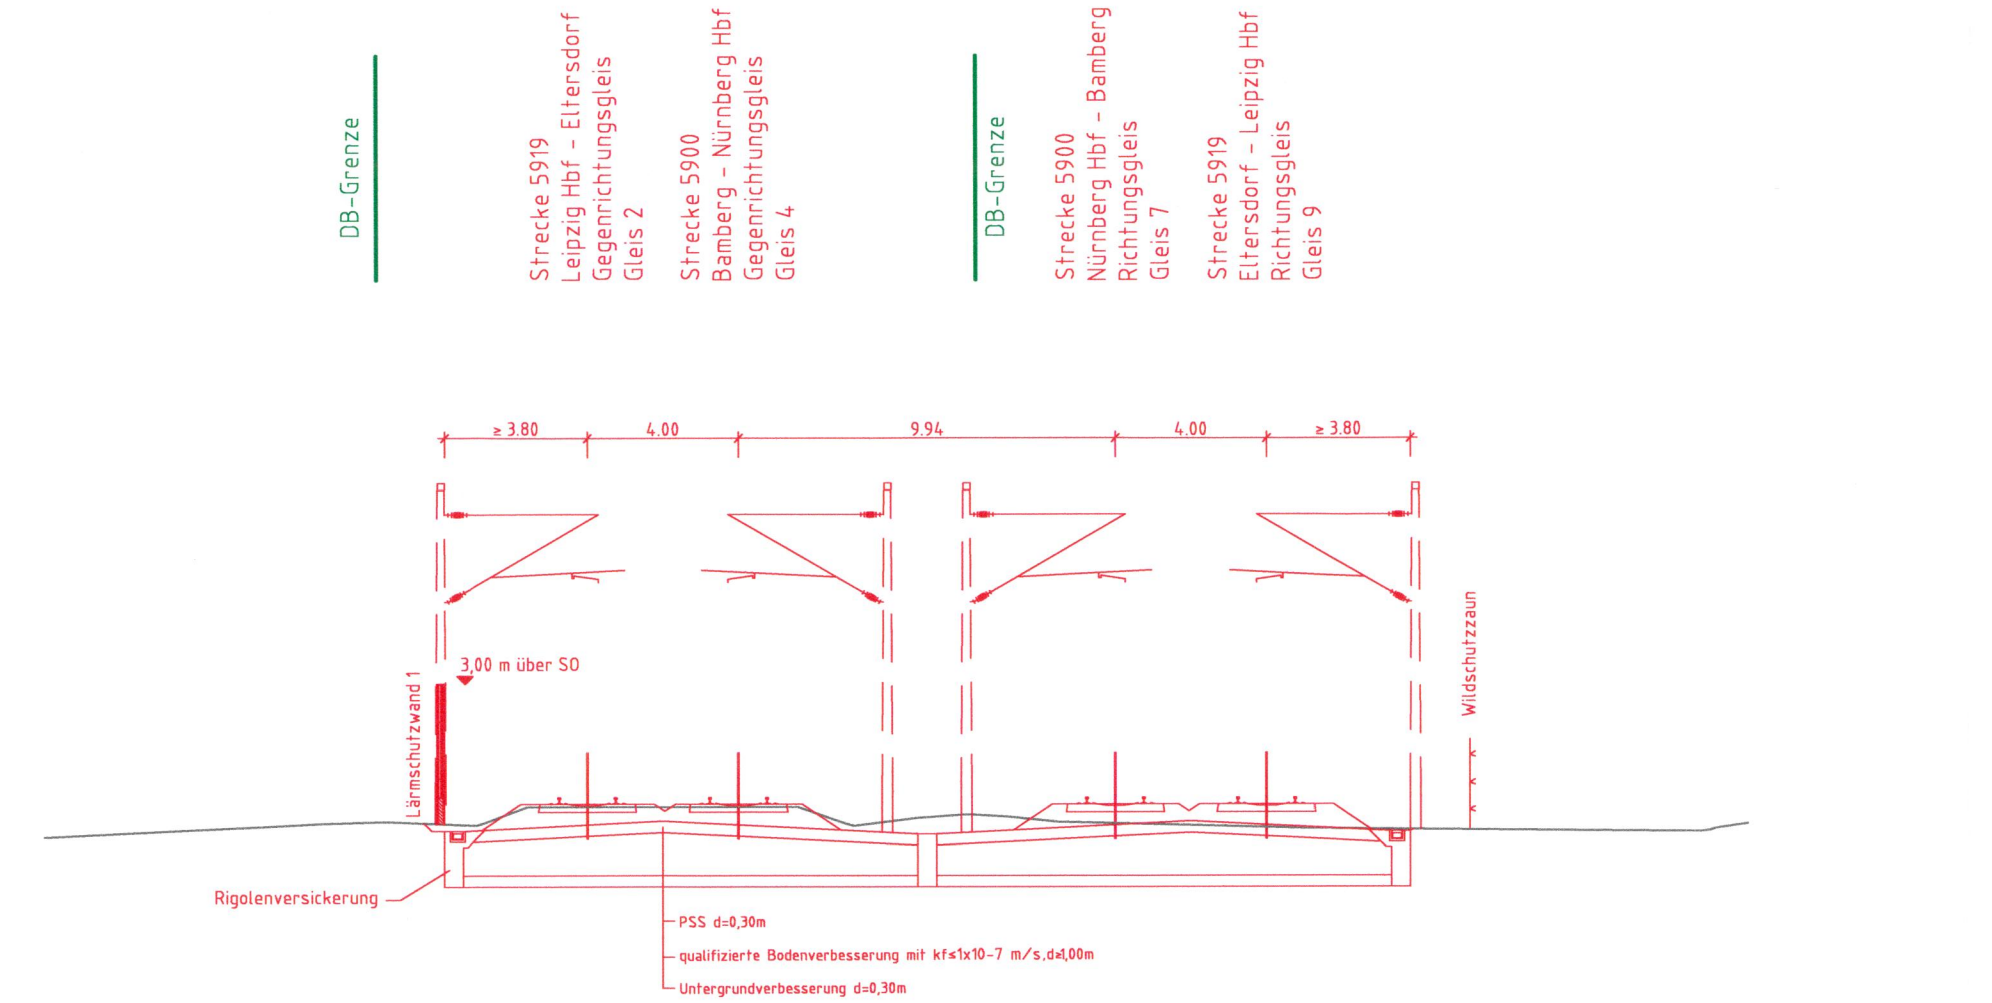 DB-Grenze
Strecke 5919
Leipzig Hbf - Eltersdorf
Gegenrichtungsgleis
Gleis 2
Strecke 5900
Bamberg - Nürnberg Hbf
Gegenrichtungsgleis
Gleis 4
DB-Grenze
Strecke 5900
Nürnberg Hbf - Bamberg
Richtungsgleis
Gleis 7
Strecke 5919
Eltersdorf - Leipzig Hbf
Richtungsgleis
Gleis 9
≥ 3.80
4.00
9.94
4.00
≥ 3.80
3,00 m über SO
Lärmschutzwand 1
Wildschutzzaun
Rigolenversickerung
PSS d=0,30m
qualifizierte Bodenverbesserung mit kf≤1x10-7 m/s,d≥1,00m
Untergrundverbesserung d=0,30m